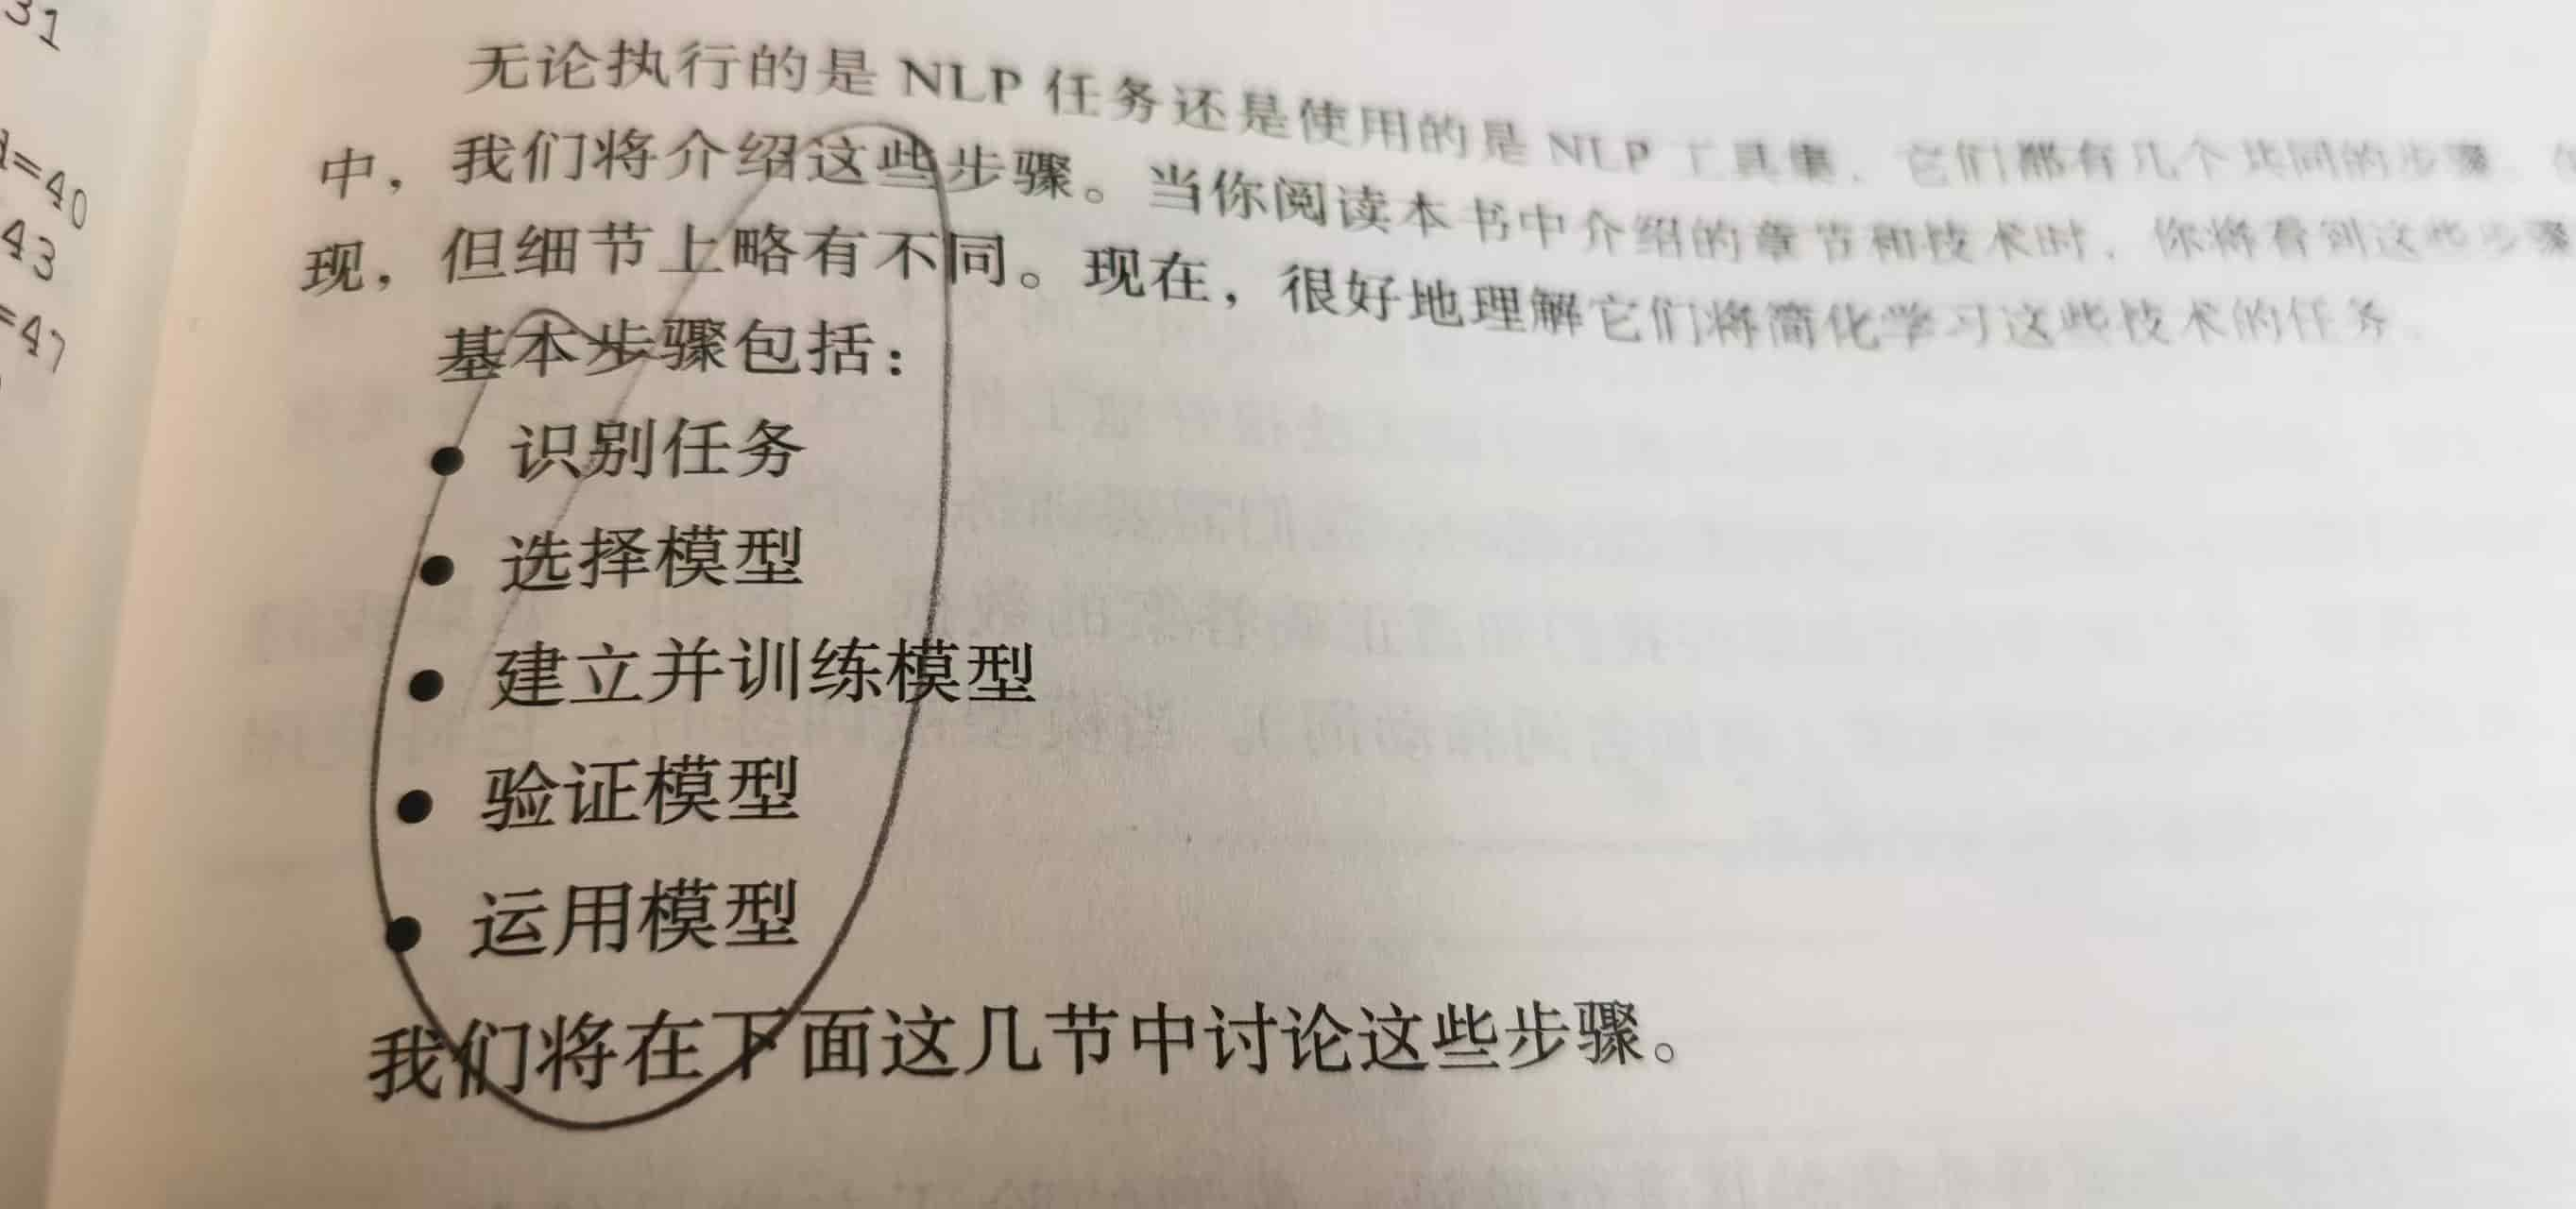 31
d=40
43
=47
无论执行的是 NLP 任务还是使用的是 NLP 工具集,它们都有几个共同的步骤。
中，我们将介绍这些步骤。当你阅读本书中介绍的章节和技术时，你将看到这些步骤
现，但细节上略有不同。现在，很好地理解它们将简化学习这些技术的任务。
基本步骤包括：
• 识别任务
• 选择模型
• 建立并训练模型
• 验证模型
• 运用模型
我们将在下面这几节中讨论这些步骤。